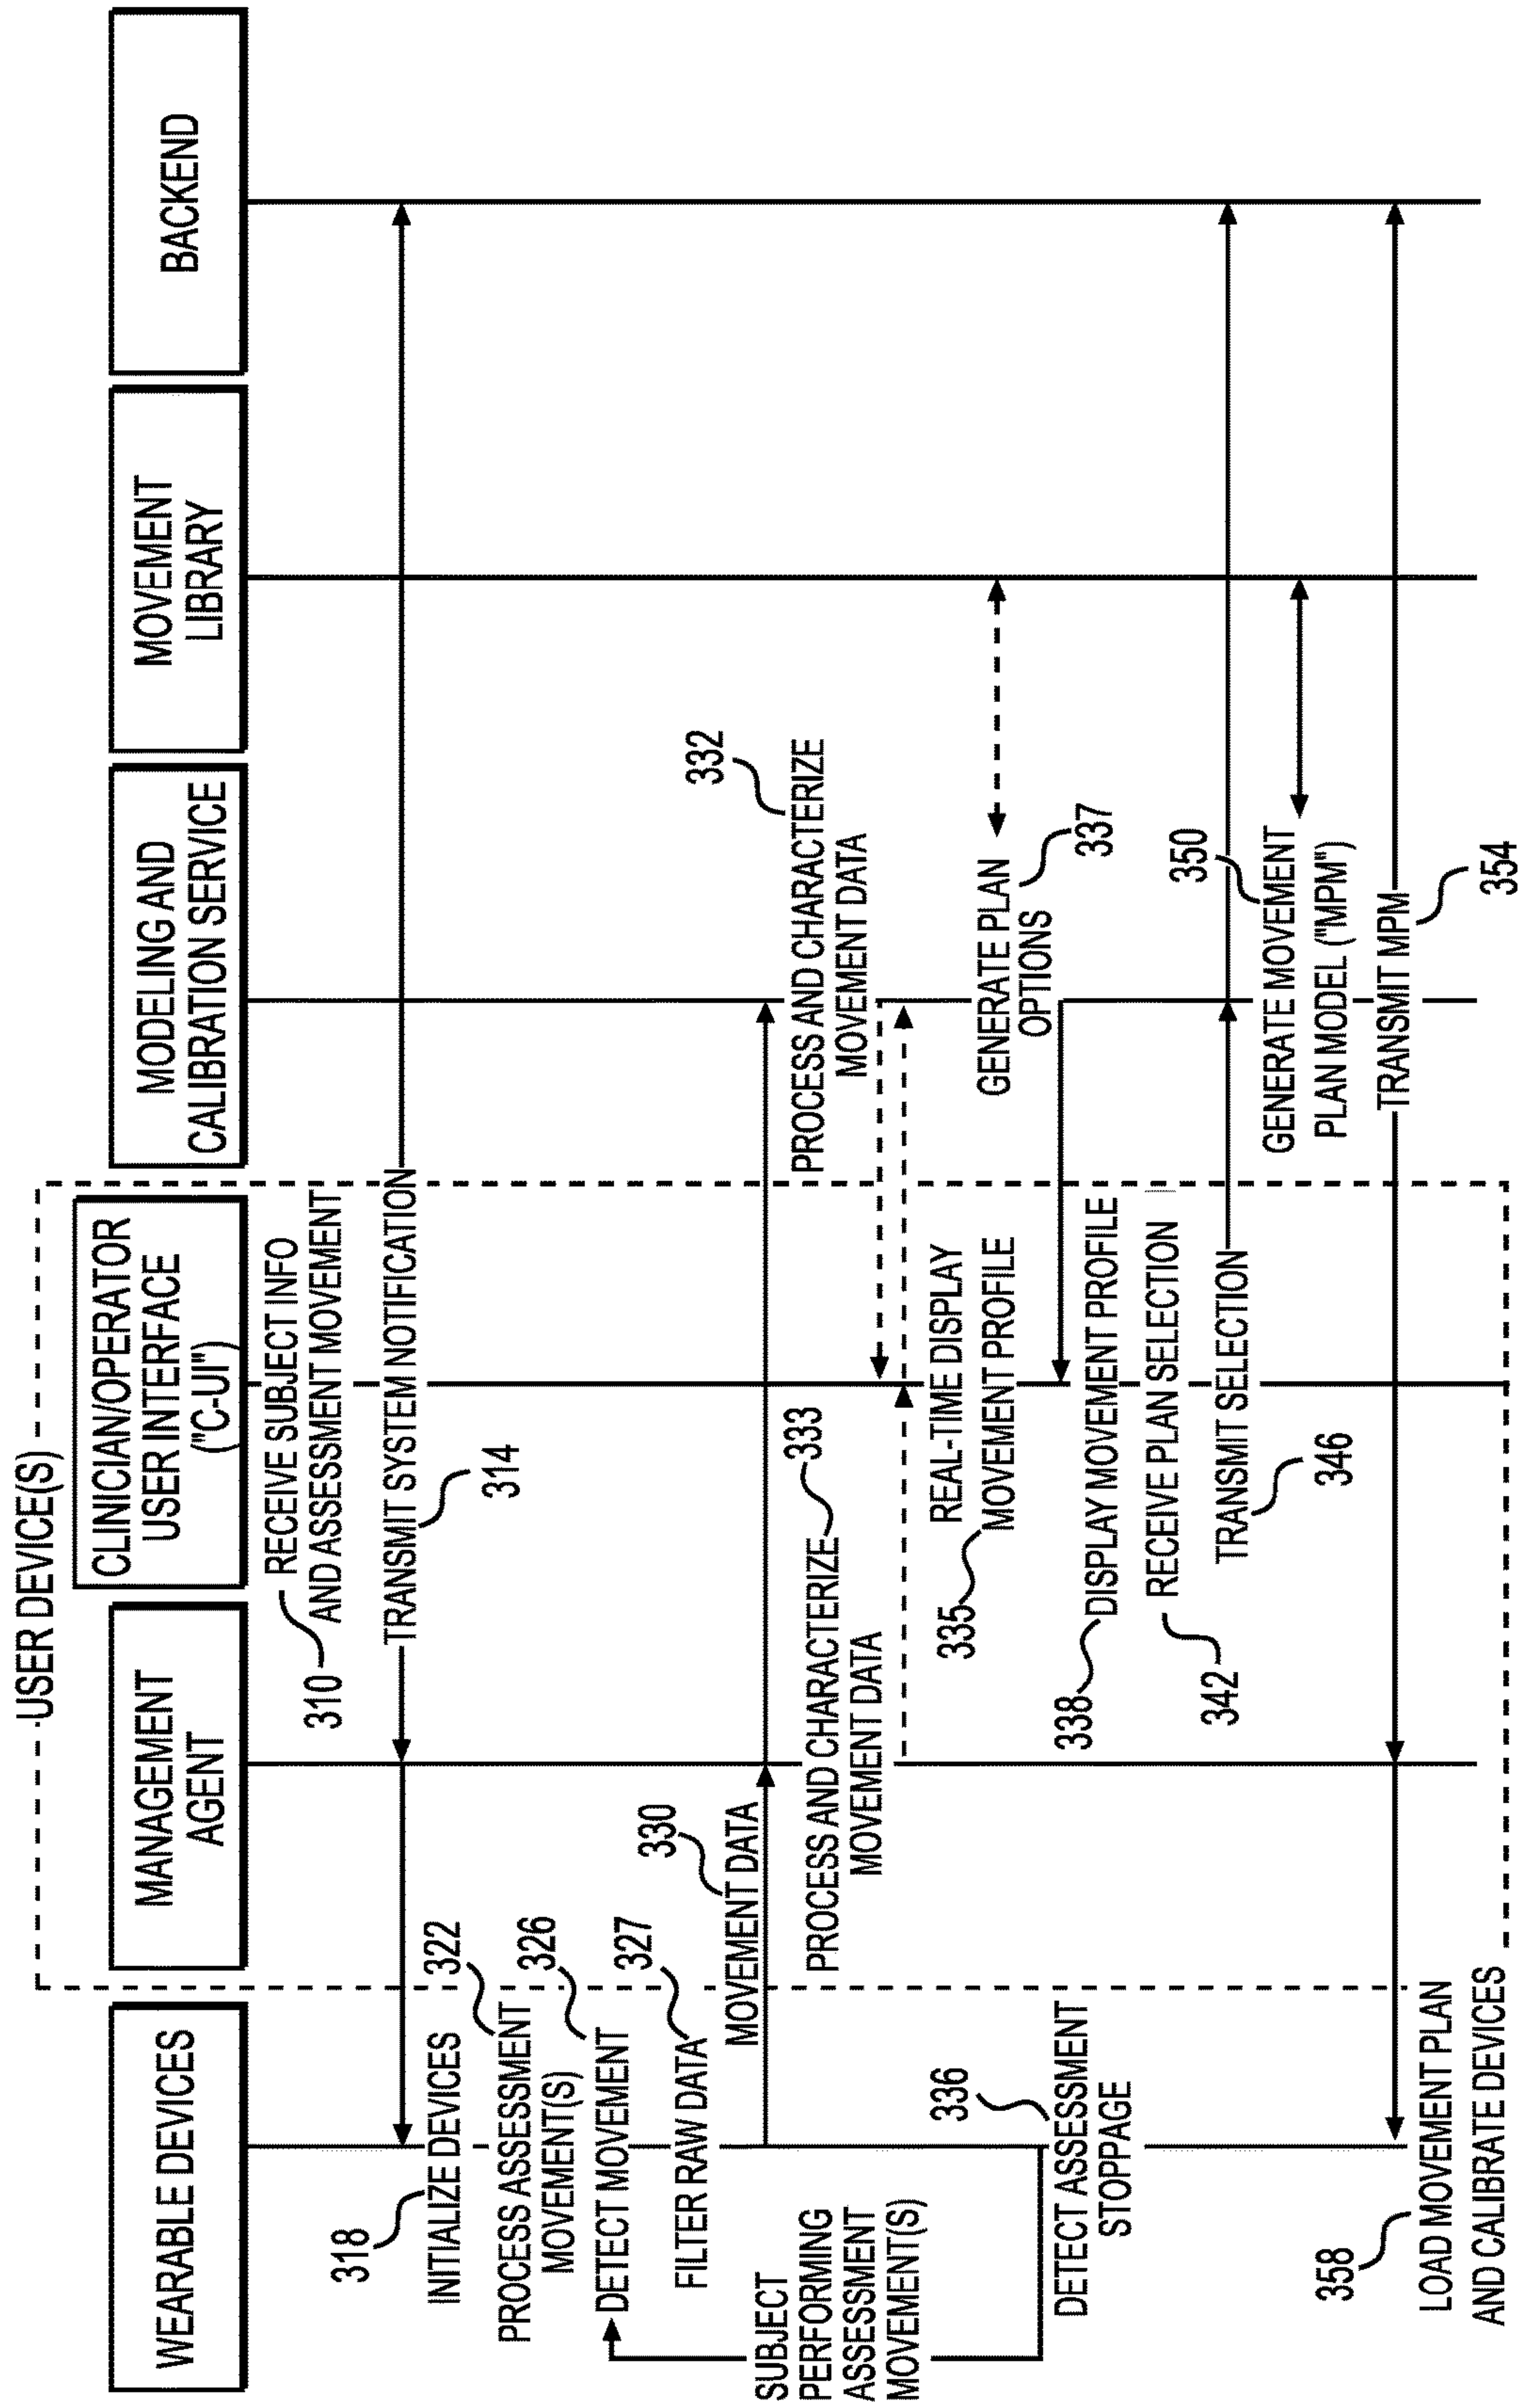 USER DEVICE(S)
WEARABLE DEVICES
MANAGEMENT
AGENT
CLINICIAN/OPERATOR
USER INTERFACE
("C-UI")
MODELING AND
CALIBRATION SERVICE
MOVEMENT
LIBRARY
BACKEND
310
RECEIVE SUBJECT INFO
AND ASSESSMENT MOVEMENT
TRANSMIT SYSTEM NOTIFICATION
314
318
INITIALIZE DEVICES
322
PROCESS ASSESSMENT
MOVEMENT(S)
326
DETECT MOVEMENT
327
FILTER RAW DATA
330
MOVEMENT DATA
SUBJECT
PERFORMING
ASSESSMENT
MOVEMENT(S)
332
PROCESS AND CHARACTERIZE
MOVEMENT DATA
333
PROCESS AND CHARACTERIZE
MOVEMENT DATA
REAL-TIME DISPLAY
MOVEMENT PROFILE
335
336
DETECT ASSESSMENT
STOPPAGE
GENERATE PLAN
OPTIONS
337
338
DISPLAY MOVEMENT PROFILE
RECEIVE PLAN SELECTION
342
TRANSMIT SELECTION
346
350
GENERATE MOVEMENT
PLAN MODEL ("MPM")
TRANSMIT MPM
354
358
LOAD MOVEMENT PLAN
AND CALIBRATE DEVICES